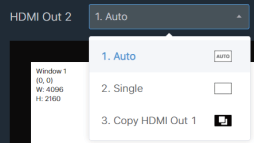 HDMI Out 2
1. Auto
1. Auto
AUTO
2. Single
3. Copy HDMI Out 1
Window 1
(0, 0)
W: 4096
H: 2160